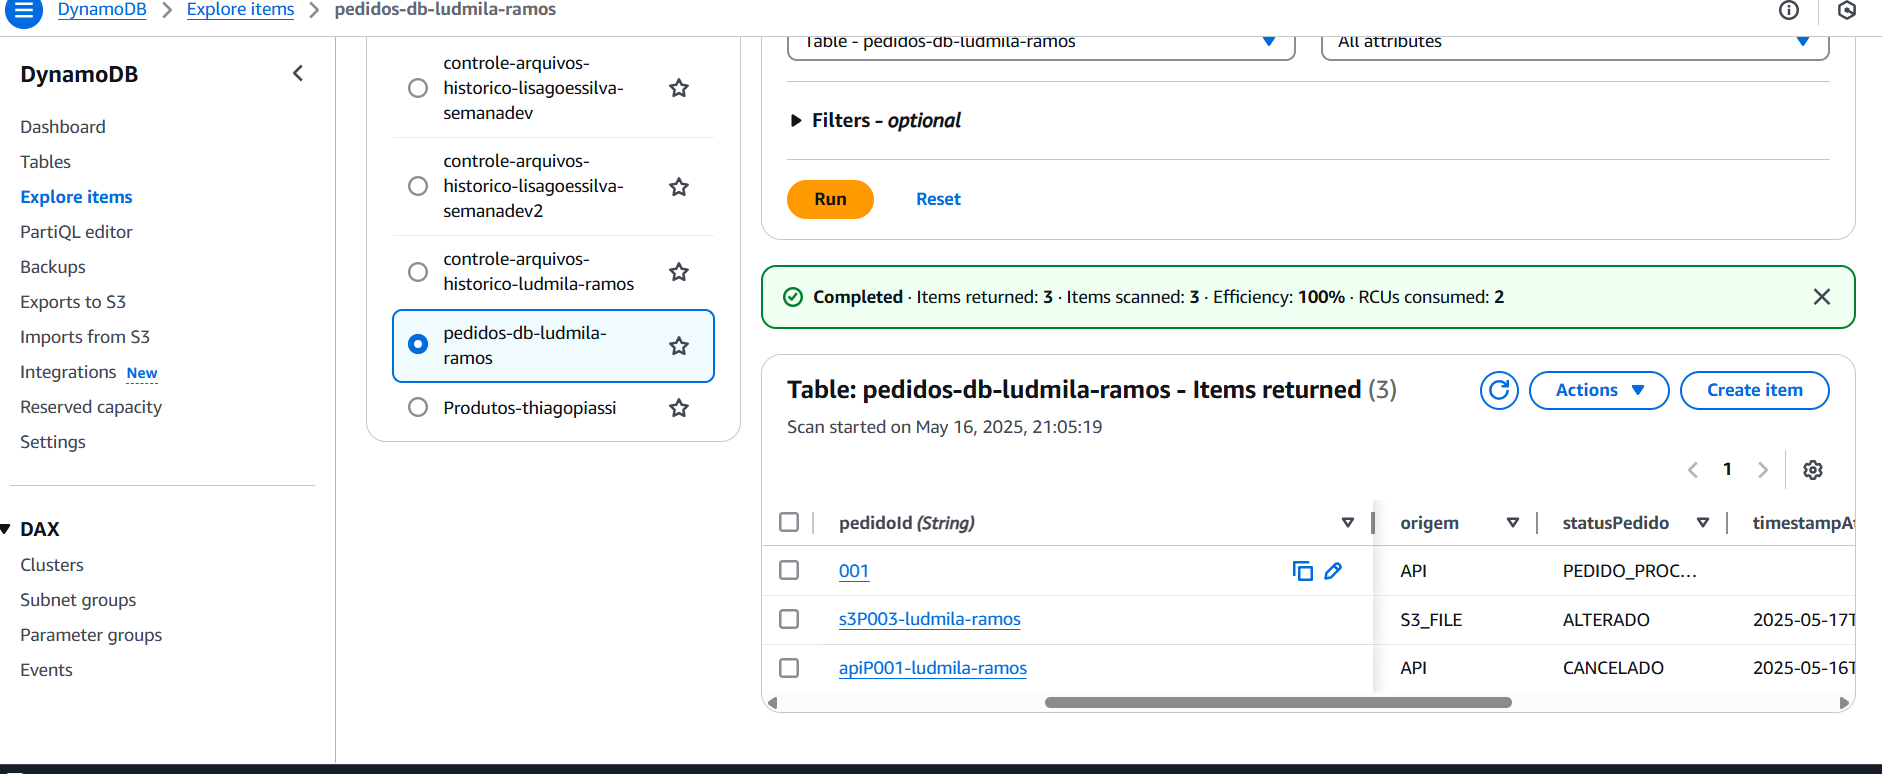 DynamoDB > Explore items > pedidos-db-ludmila-ramos
DynamoDB
Dashboard
Tables
Explore items
PartiQL editor
Backups
Exports to S3
Imports from S3
Integrations New
Reserved capacity
Settings
DAX
Clusters
Subnet groups
Parameter groups
Events
controle-arquivos-
historico-lisagoessilva-
semanadev
controle-arquivos-
historico-lisagoessilva-
semanadev2
controle-arquivos-
historico-ludmila-ramos
pedidos-db-ludmila-
ramos
Produtos-thiagopiassi
Table - pedidos-db-ludmila-ramos
All attributes
Filters - optional
Run Reset
Completed · Items returned: 3 · Items scanned: 3 · Efficiency: 100% · RCUs consumed: 2
Table: pedidos-db-ludmila-ramos - Items returned (3)
Actions
Create item
Scan started on May 16, 2025, 21:05:19
1
pedidoId (String) origem statusPedido timestampAt
001 API PEDIDO_PROC...
s3P003-ludmila-ramos S3_FILE ALTERADO 2025-05-17T
apiP001-ludmila-ramos API CANCELADO 2025-05-16T